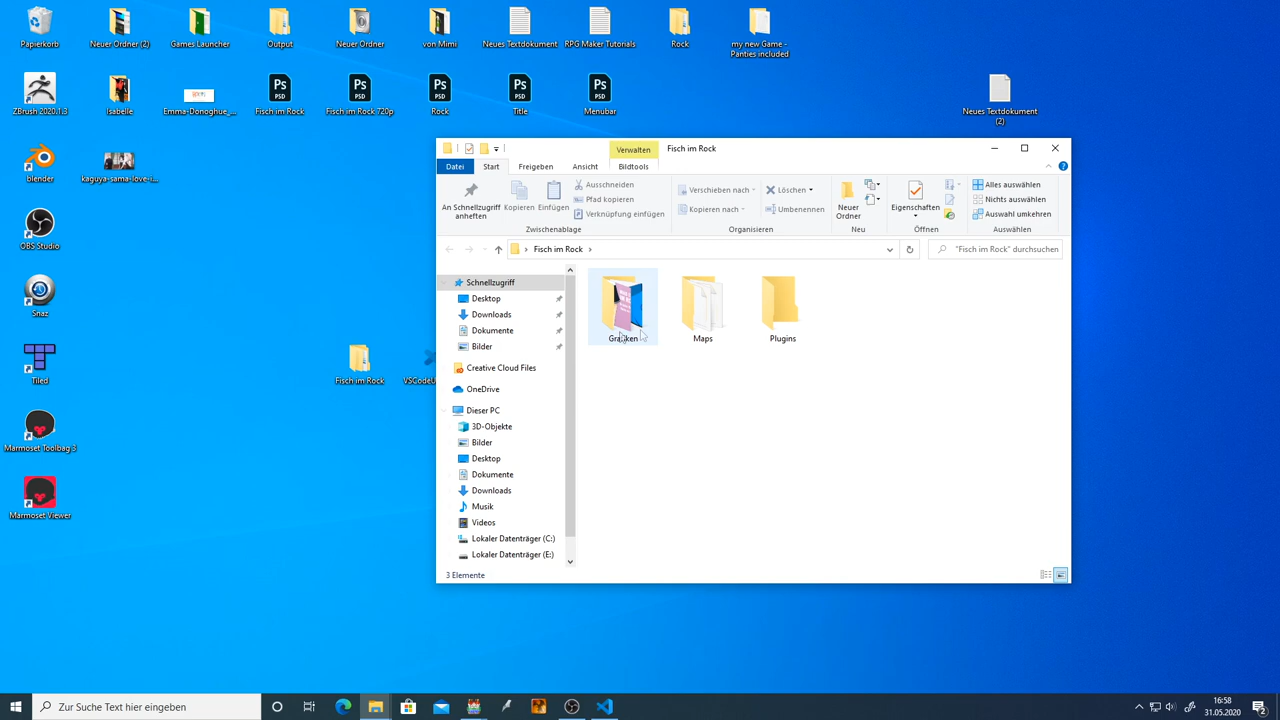 Papierkorb
Neuer Ordner (2)
Games Launcher
Output
Neuer Ordner
von Mimi
Neues Textdokument
RPG Maker Tutorials
Rock
my new Game -
Panties included
ZBrush 2020.1.3
Isabelle
Emma-Donoghue_...
Fisch im Rock
Fisch im Rock 720p
Rock
Title
Menübar
Neues Textdokument
(2)
blender
kaguya-sama-love-i...
OBS Studio
Snaz
Tiled
Fisch im Rock
VSCodeU
Marmoset Toolbag 3
Marmoset Viewer
Verwalten
Fisch im Rock
Datei
Start
Freigeben
Ansicht
Bildtools
An Schnellzugriff
anheften
Kopieren
Einfügen
Ausschneiden
Pfad kopieren
Verknüpfung einfügen
Zwischenablage
Verschieben nach
Kopieren nach
Löschen
Umbenennen
Organisieren
Neuer
Ordner
Neu
Eigenschaften
Öffnen
Alles auswählen
Nichts auswählen
Auswahl umkehren
Auswählen
Fisch im Rock
"Fisch im Rock" durchsuchen
Schnellzugriff
Desktop
Downloads
Dokumente
Bilder
Creative Cloud Files
OneDrive
Dieser PC
3D-Objekte
Bilder
Desktop
Dokumente
Downloads
Musik
Videos
Lokaler Datenträger (C:)
Lokaler Datenträger (E:)
Grafiken
Maps
Plugins
3 Elemente
Zur Suche Text hier eingeben
16:58
31.05.2020